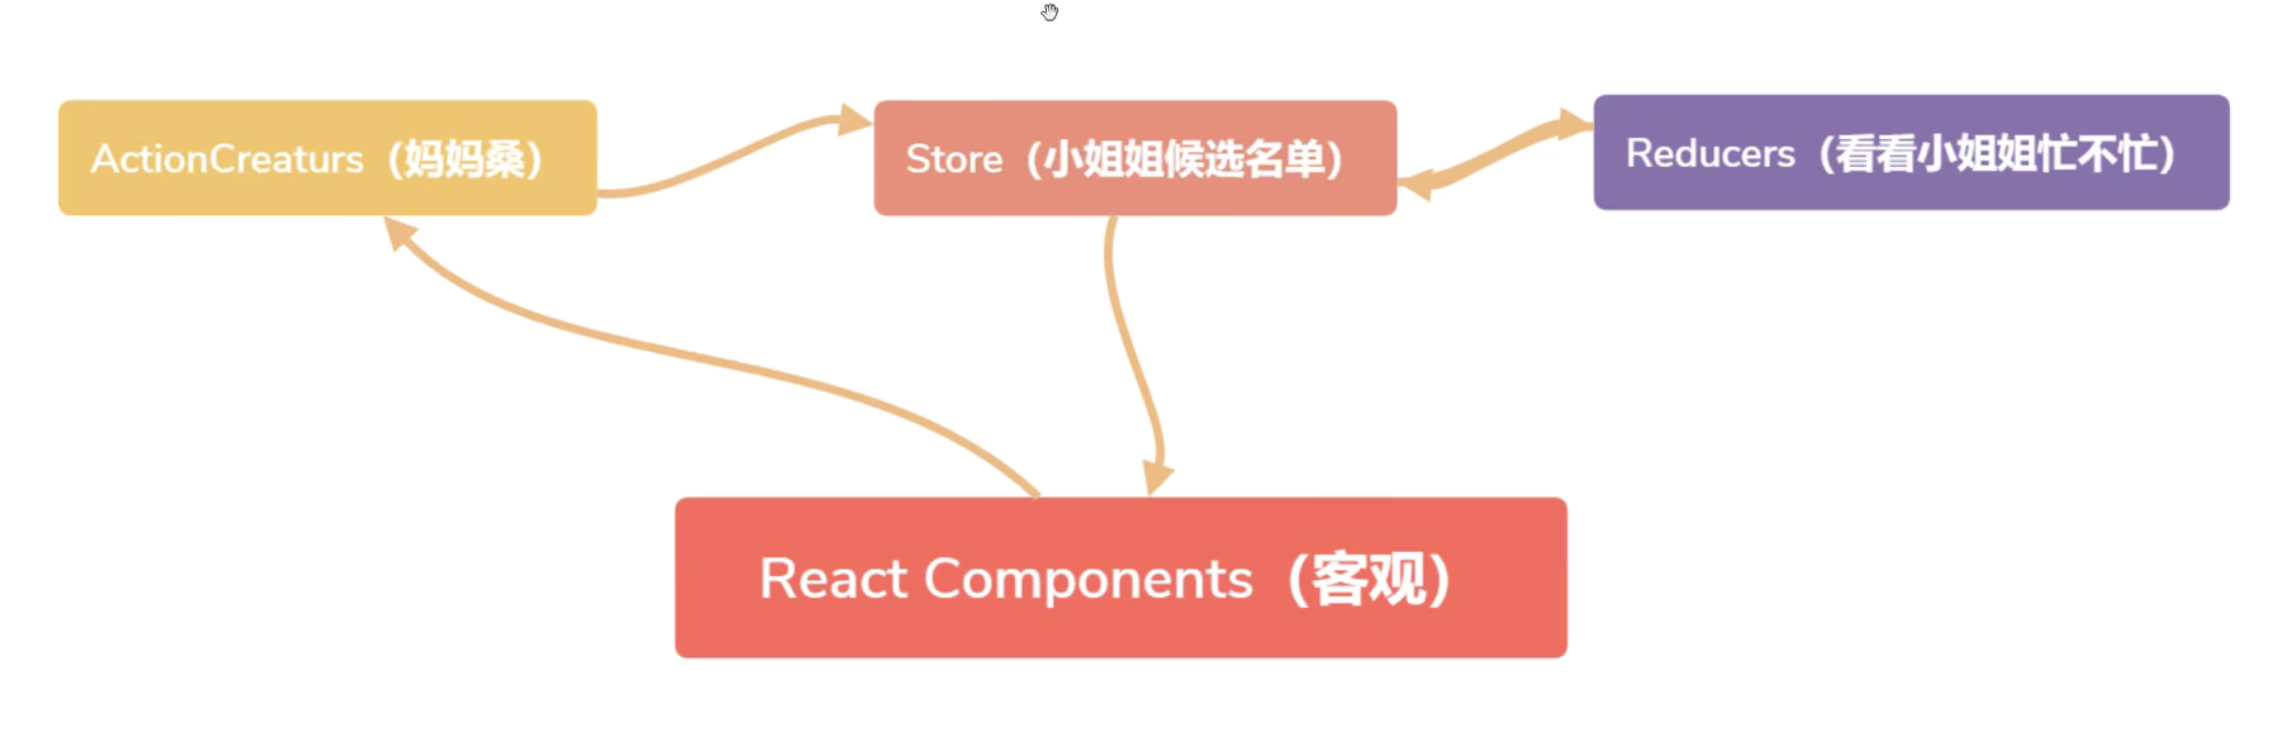 ActionCreaturs（妈妈桑）
Store（小姐姐候选名单）
Reducers（看看小姐姐忙不忙）
React Components（客观）